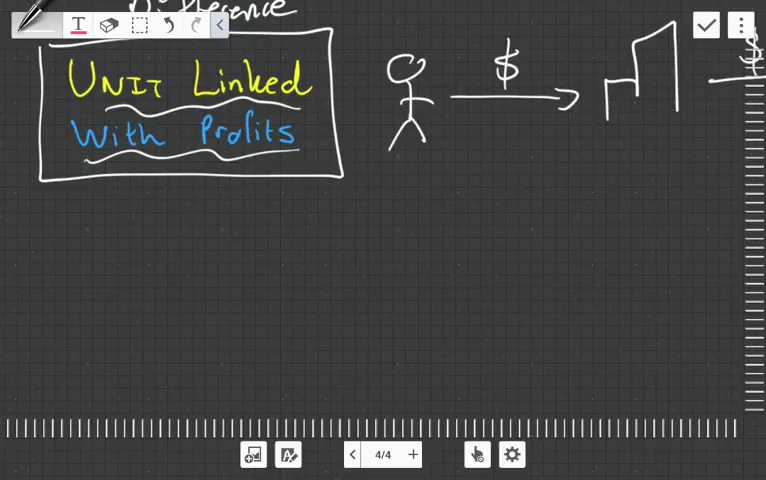 Difference
UNIT Linked
With Profits
$
$
T
4/4